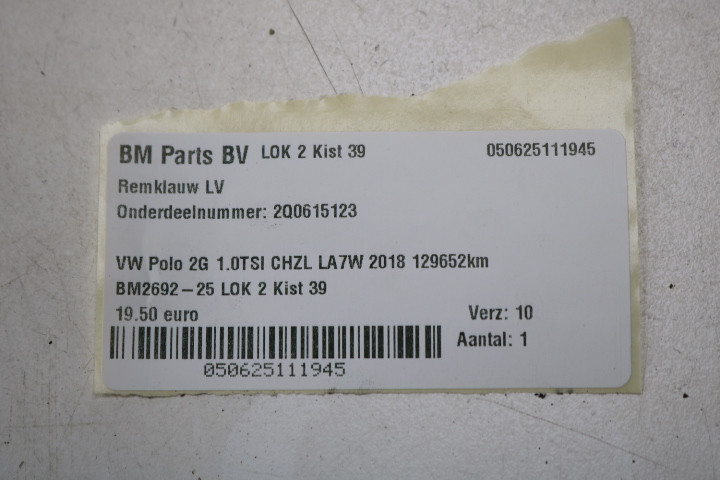 BM Parts BV LOK 2 Kist 39 050625111945
Remklauw LV
Onderdeelnummer: 2Q0615123
VW Polo 2G 1.0TSI CHZL LA7W 2018 129652km
BM2692-25 LOK 2 Kist 39
19.50 euro Verz: 10
Aantal: 1
050625111945